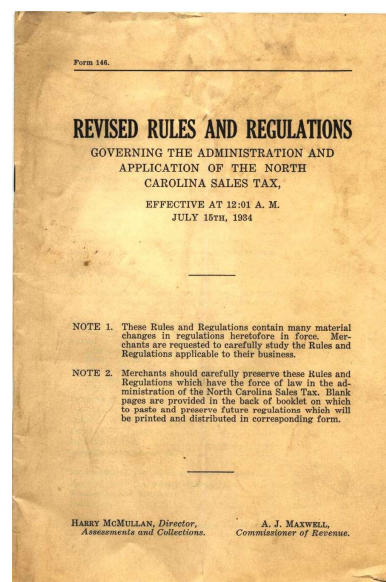 Form 146.
REVISED RULES AND REGULATIONS
GOVERNING THE ADMINISTRATION AND
APPLICATION OF THE NORTH
CAROLINA SALES TAX,
EFFECTIVE AT 12:01 A. M.
JULY 15TH, 1934
NOTE 1. These Rules and Regulations contain many material
changes in regulations heretofore in force. Mer-
chants are requested to carefully study the Rules and
Regulations applicable to their business.
NOTE 2. Merchants should carefully preserve these Rules and
Regulations which have the force of law in the ad-
ministration of the North Carolina Sales Tax. Blank
pages are provided in the back of booklet on which
to paste and preserve future regulations which will
be printed and distributed in corresponding form.
HARRY MCMULLAN, Director,
Assessments and Collections.
A. J. MAXWELL,
Commissioner of Revenue.